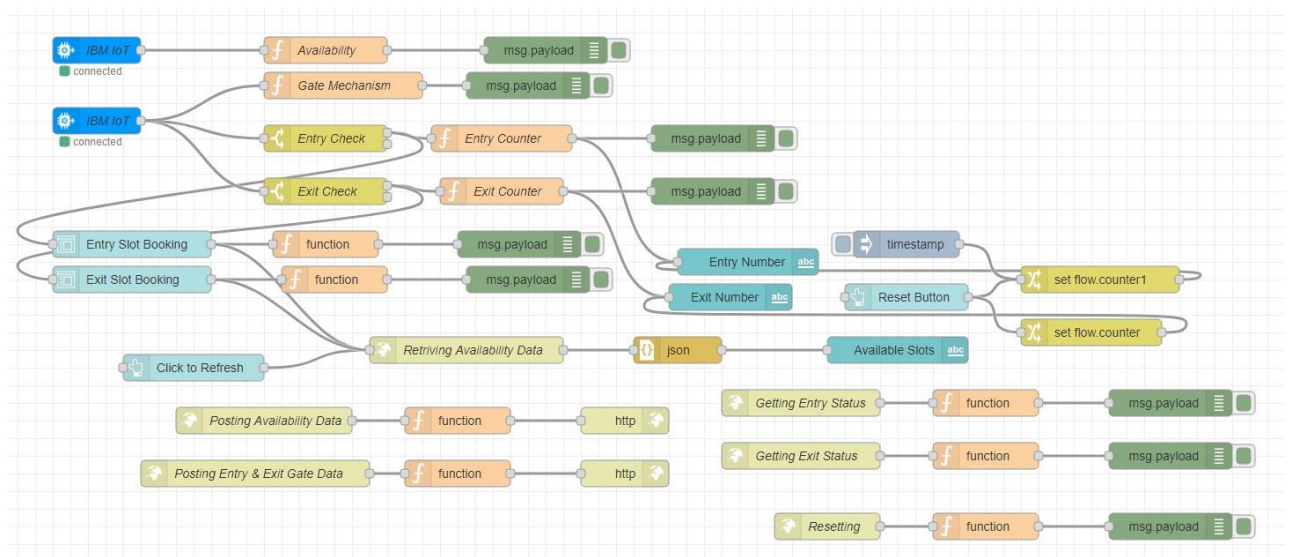 IBM IoT
connected
Availability
msg.payload
Gate Mechanism
msg.payload
IBM IoT
connected
Entry Check
Entry Counter
msg.payload
Exit Check
Exit Counter
msg.payload
Entry Slot Booking
function
msg.payload
Exit Slot Booking
function
msg.payload
Entry Number
abc
timestamp
Exit Number
abc
Reset Button
set flow.counter1
set flow.counter
Click to Refresh
Retriving Availability Data
json
Available Slots
abc
Posting Availability Data
function
http
Posting Entry & Exit Gate Data
function
http
Getting Entry Status
function
msg.payload
Getting Exit Status
function
msg.payload
Resetting
function
msg.payload